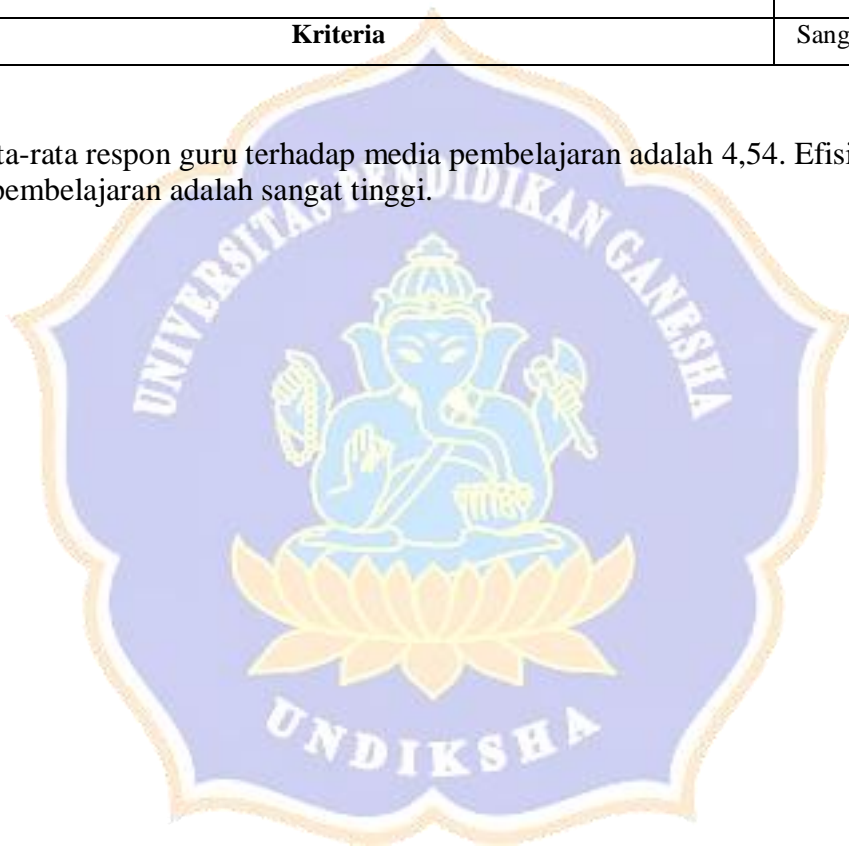 Kriteria Sang
ta-rata respon guru terhadap media pembelajaran adalah 4,54. Efisi
pembelajaran adalah sangat tinggi.
UNIVERSITAS PENDIDIKAN GANESHA
UNDIKSHA